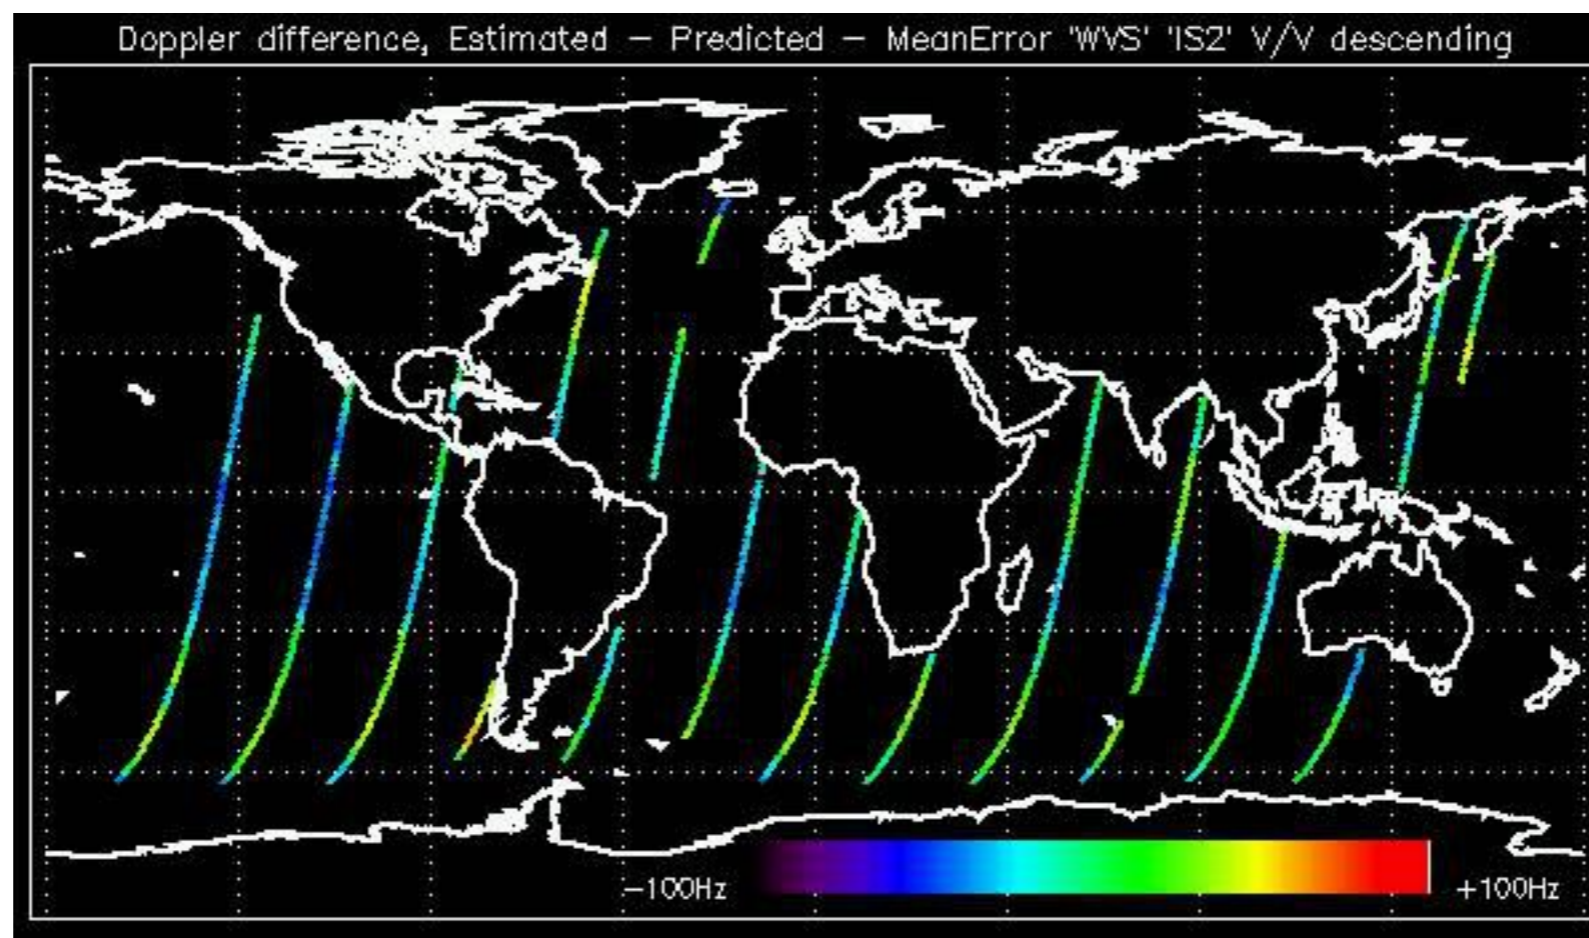 Doppler difference, Estimated – Predicted – MeanError 'WVS' 'IS2' V/V descending
–100Hz +100Hz